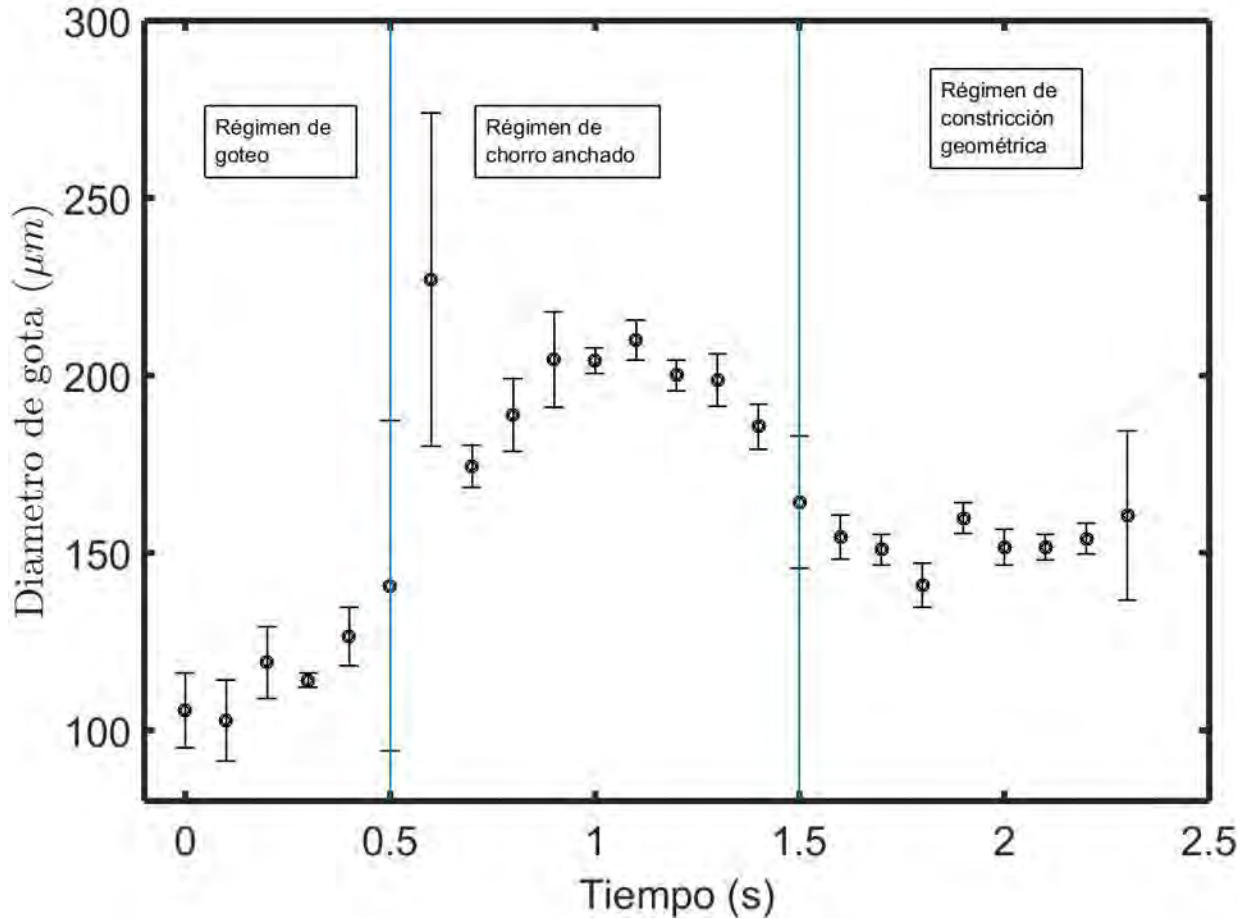 300
250
200
150
100
Diametro de gota (μm)
Régimen de
goteo
Régimen de
chorro anchado
Régimen de
constricción
geométrica
0
0.5
1
1.5
2
2.5
Tiempo (s)